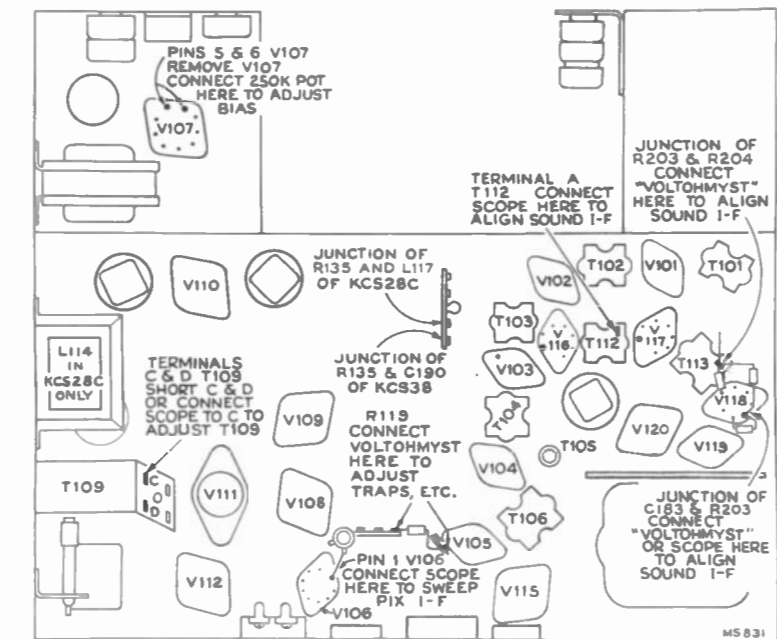 PINS 5 & 6 V107
REMOVE V107
CONNECT 250K POT
HERE TO ADJUST
BIAS
V107
JUNCTION OF
R203 & R204
CONNECT
"VOLTOHMYST"
HERE TO ALIGN
SOUND I-F
TERMINAL A
T112 CONNECT
SCOPE HERE TO
ALIGN SOUND I-F
JUNCTION OF
R135 AND L117
OF KCS28C
V110
V102
T102
V101
T101
T103
V
116
T112
V
117
T113
L114
IN
KCS28C
ONLY
TERMINALS
C & D T109
SHORT C & D
OR CONNECT
SCOPE TO C TO
ADJUST T109
JUNCTION OF
R135 & C190
OF KCS38
V103
V118
V109
R119
CONNECT
VOLTOHMYST
HERE TO
ADJUST
TRAPS, ETC.
T104
V120
V119
T105
V104
T109
C
D
V111
V108
T106
V105
JUNCTION OF
C183 & R203
CONNECT
"VOLTOHMYST"
OR SCOPE HERE
TO ALIGN
SOUND I-F
V112
PIN 1 V106
CONNECT SCOPE
HERE TO SWEEP
PIX I-F
V106
V115
MS831